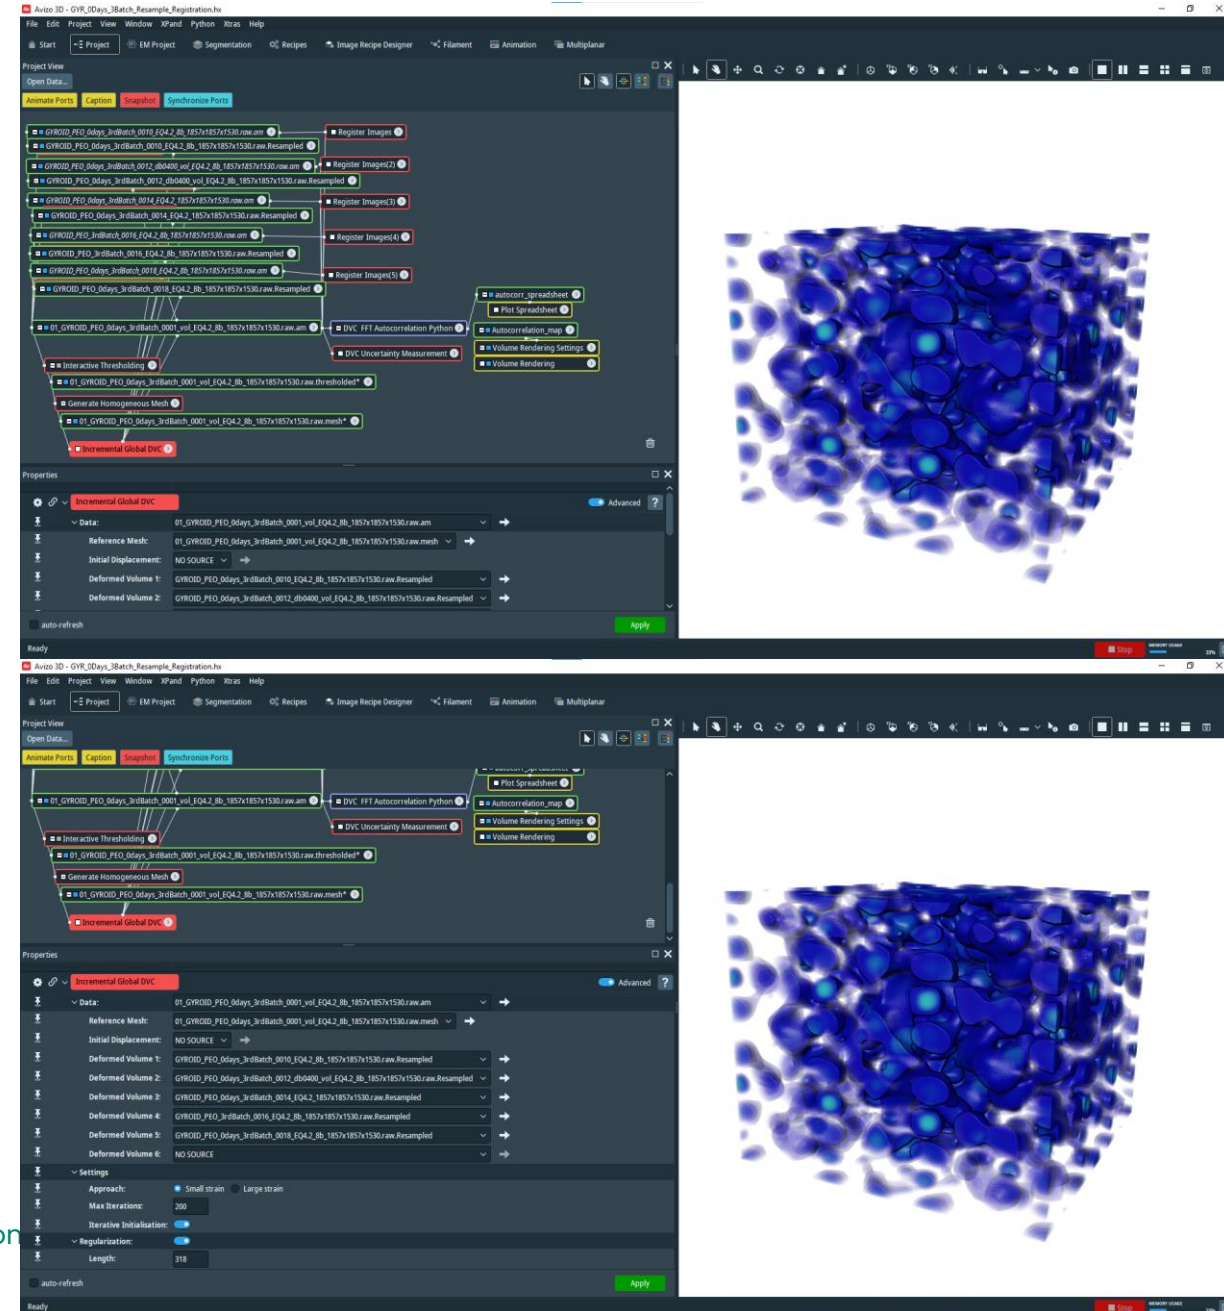 Avizo 3D - GYR_0Days_3Batch_Resample_Registration.hx
File Edit Project View Window XPand Python Xtras Help
Start Project EM Project Segmentation Recipes Image Recipe Designer Filament Animation Multiplanar
Project View
Open Data...
Animate Ports Caption Snapshot Synchronize Ports
GYROID_PEO_0days_3rdBatch_0010_EQ4.2_8b_1857x1857x1530.raw.am Register Images
GYROID_PEO_0days_3rdBatch_0010_EQ4.2_8b_1857x1857x1530.raw.Resampled
GYROID_PEO_0days_3rdBatch_0012_db0400_vol_EQ4.2_8b_1857x1857x1530.raw.am Register Images(2)
GYROID_PEO_0days_3rdBatch_0012_db0400_vol_EQ4.2_8b_1857x1857x1530.raw.Resampled
GYROID_PEO_0days_3rdBatch_0014_EQ4.2_1857x1857x1530.raw.am Register Images(3)
GYROID_PEO_0days_3rdBatch_0014_EQ4.2_1857x1857x1530.raw.Resampled
GYROID_PEO_3rdBatch_0016_EQ4.2_8b_1857x1857x1530.raw.am Register Images(4)
GYROID_PEO_3rdBatch_0016_EQ4.2_8b_1857x1857x1530.raw.Resampled
GYROID_PEO_0days_3rdBatch_0018_EQ4.2_8b_1857x1857x1530.raw.am Register Images(5)
GYROID_PEO_0days_3rdBatch_0018_EQ4.2_8b_1857x1857x1530.raw.Resampled
autocorr_spreadsheet
Plot Spreadsheet
01_GYROID_PEO_0days_3rdBatch_0001_vol_EQ4.2_8b_1857x1857x1530.raw.am DVC FFT Autocorrelation Python Autocorrelation_map
DVC Uncertainty Measurement Volume Rendering Settings
Interactive Thresholding Volume Rendering
01_GYROID_PEO_0days_3rdBatch_0001_vol_EQ4.2_8b_1857x1857x1530.raw.thresholded*
Generate Homogeneous Mesh
01_GYROID_PEO_0days_3rdBatch_0001_vol_EQ4.2_8b_1857x1857x1530.raw.mesh*
Incremental Global DVC
Properties
Incremental Global DVC Advanced ?
Data: 01_GYROID_PEO_0days_3rdBatch_0001_vol_EQ4.2_8b_1857x1857x1530.raw.am
Reference Mesh: 01_GYROID_PEO_0days_3rdBatch_0001_vol_EQ4.2_8b_1857x1857x1530.raw.mesh
Initial Displacement: NO SOURCE
Deformed Volume 1: GYROID_PEO_0days_3rdBatch_0010_EQ4.2_8b_1857x1857x1530.raw.Resampled
Deformed Volume 2: GYROID_PEO_0days_3rdBatch_0012_db0400_vol_EQ4.2_8b_1857x1857x1530.raw.Resampled
auto-refresh Apply
Ready Stop MEMORY USAGE 33%
Avizo 3D - GYR_0Days_3Batch_Resample_Registration.hx
File Edit Project View Window XPand Python Xtras Help
Start Project EM Project Segmentation Recipes Image Recipe Designer Filament Animation Multiplanar
Project View
Open Data...
Animate Ports Caption Snapshot Synchronize Ports
Plot Spreadsheet
01_GYROID_PEO_0days_3rdBatch_0001_vol_EQ4.2_8b_1857x1857x1530.raw.am DVC FFT Autocorrelation Python Autocorrelation_map
DVC Uncertainty Measurement Volume Rendering Settings
Interactive Thresholding Volume Rendering
01_GYROID_PEO_0days_3rdBatch_0001_vol_EQ4.2_8b_1857x1857x1530.raw.thresholded*
Generate Homogeneous Mesh
01_GYROID_PEO_0days_3rdBatch_0001_vol_EQ4.2_8b_1857x1857x1530.raw.mesh*
Incremental Global DVC
Properties
Incremental Global DVC Advanced ?
Data: 01_GYROID_PEO_0days_3rdBatch_0001_vol_EQ4.2_8b_1857x1857x1530.raw.am
Reference Mesh: 01_GYROID_PEO_0days_3rdBatch_0001_vol_EQ4.2_8b_1857x1857x1530.raw.mesh
Initial Displacement: NO SOURCE
Deformed Volume 1: GYROID_PEO_0days_3rdBatch_0010_EQ4.2_8b_1857x1857x1530.raw.Resampled
Deformed Volume 2: GYROID_PEO_0days_3rdBatch_0012_db0400_vol_EQ4.2_8b_1857x1857x1530.raw.Resampled
Deformed Volume 3: GYROID_PEO_0days_3rdBatch_0014_EQ4.2_1857x1857x1530.raw.Resampled
Deformed Volume 4: GYROID_PEO_3rdBatch_0016_EQ4.2_8b_1857x1857x1530.raw.Resampled
Deformed Volume 5: GYROID_PEO_0days_3rdBatch_0018_EQ4.2_8b_1857x1857x1530.raw.Resampled
Deformed Volume 6: NO SOURCE
Settings
Approach: Small strain Large strain
Max Iterations: 200
Iterative Initialisation:
on
Regularization:
Length: 318
auto-refresh Apply
Ready Stop MEMORY USAGE